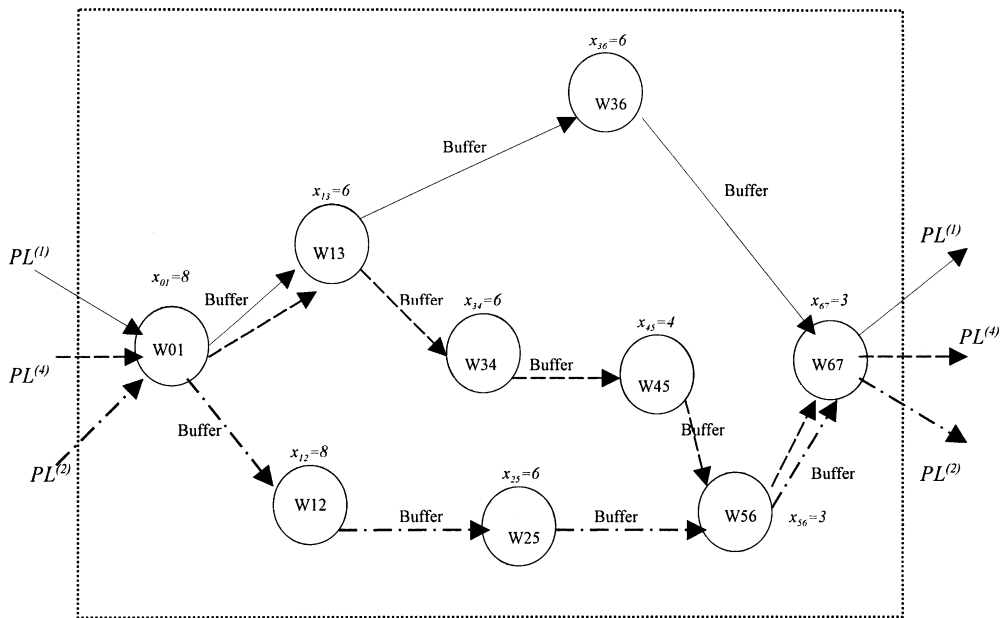 x36=6
W36
Buffer
Buffer
x13=6
W13
PL(1)
PL(1)
x01=8
Buffer
Buffer
x34=6
x67=3
W01
W34
Buffer
x45=4
W45
W67
PL(4)
PL(4)
Buffer
Buffer
PL(2)
x12=8
W12
Buffer
x25=6
W25
Buffer
W56
x56=3
Buffer
PL(2)